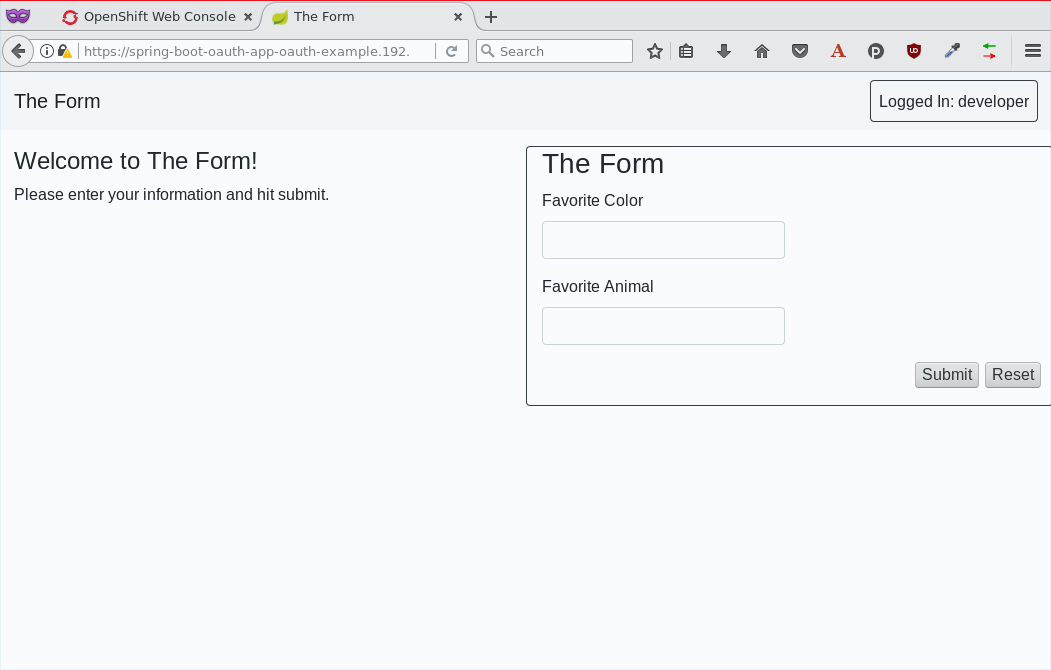 OpenShift Web Console
The Form
https://spring-boot-oauth-app-oauth-example.192.
Search
The Form
Logged In: developer
Welcome to The Form!
Please enter your information and hit submit.
The Form
Favorite Color
Favorite Animal
Submit Reset